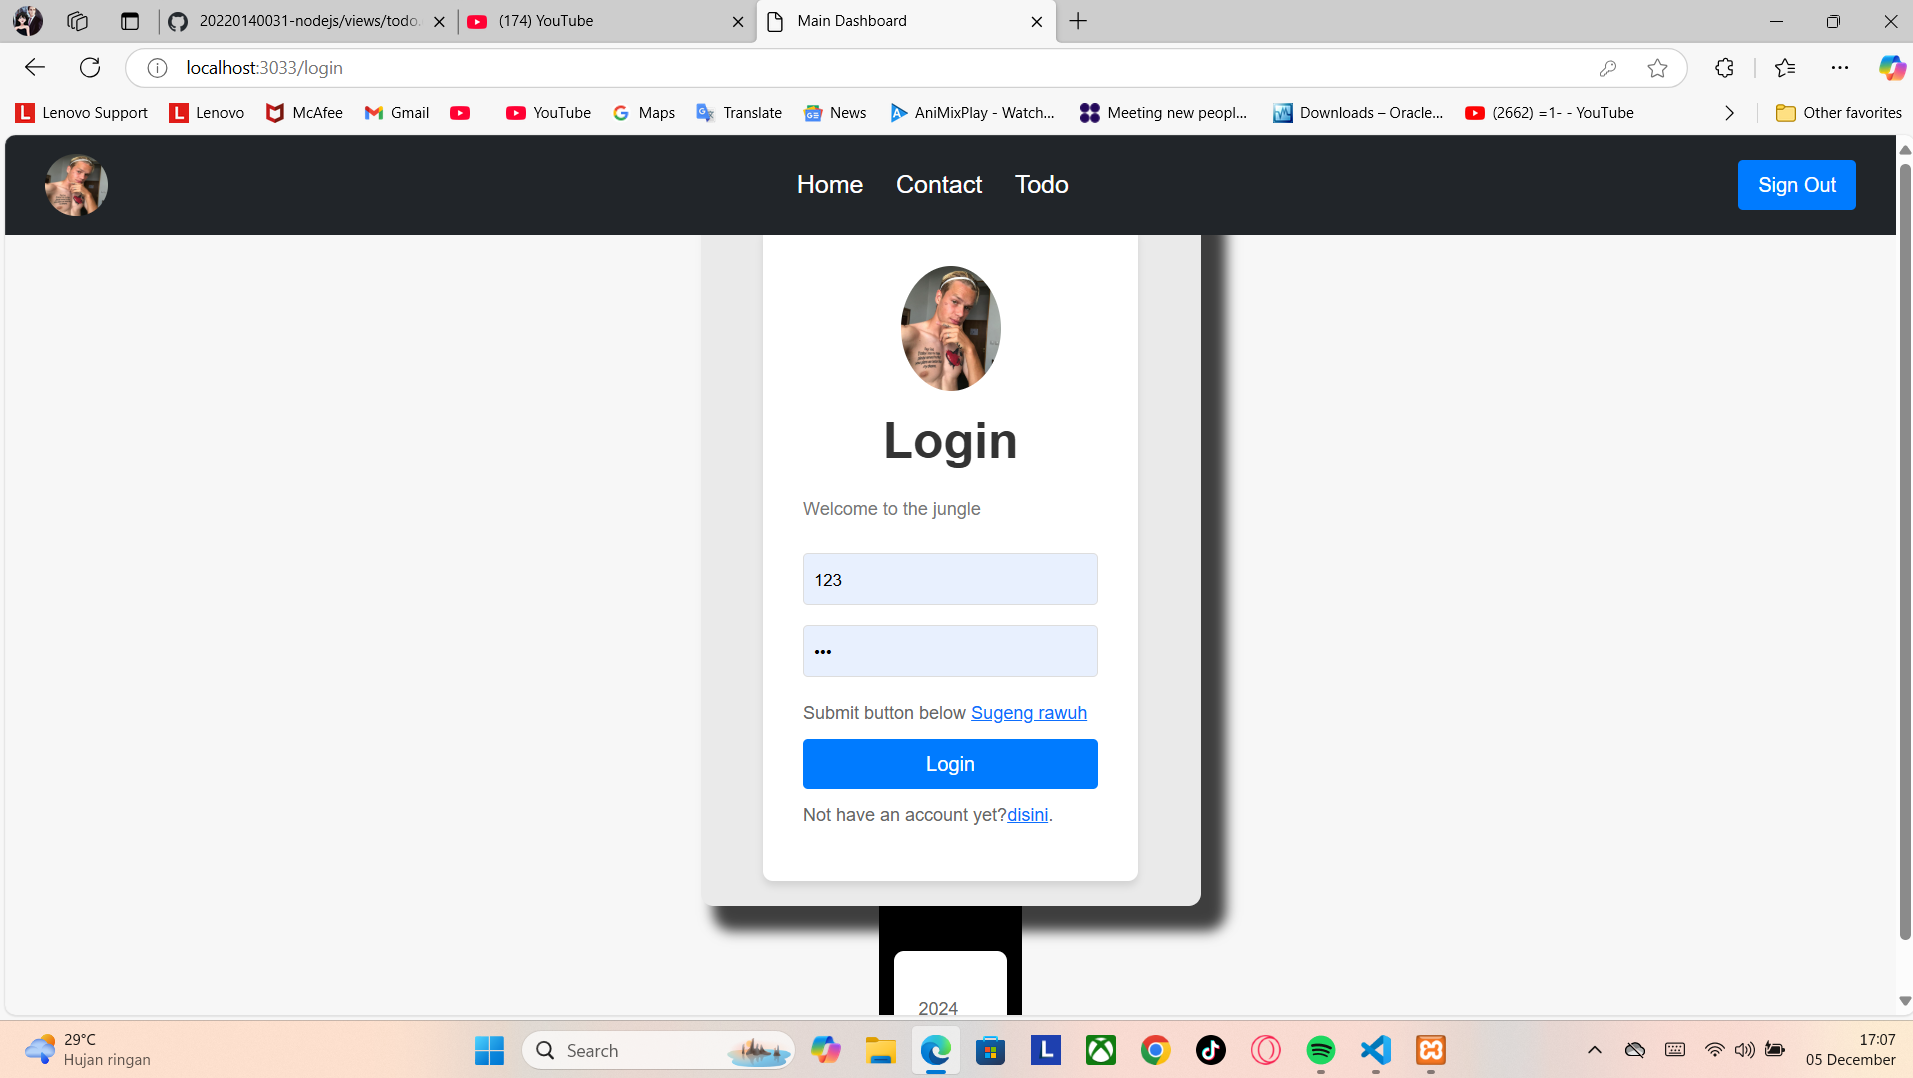 20220140031-nodejs/views/todo.
(174) YouTube
Main Dashboard
localhost:3033/login
Lenovo Support
Lenovo
McAfee
Gmail
YouTube
Maps
Translate
News
AniMixPlay - Watch...
Meeting new peopl...
Downloads – Oracle...
(2662) =1- - YouTube
Other favorites
Home
Contact
Todo
Sign Out
Login
Welcome to the jungle
123
Submit button below Sugeng rawuh
Login
Not have an account yet?disini.
2024
29°C
Hujan ringan
Search
17:07
05 December